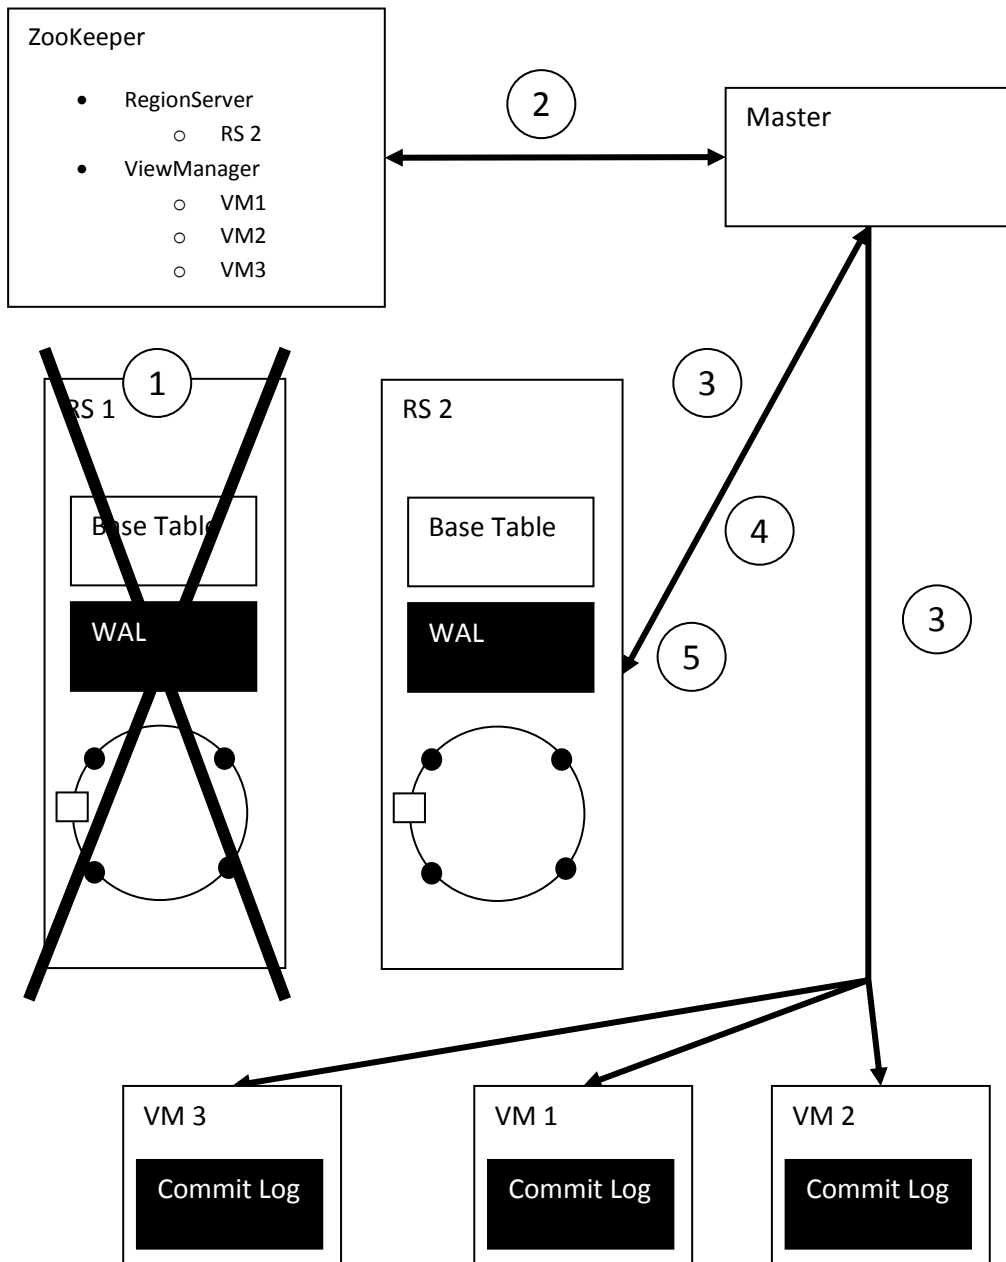 ZooKeeper
• RegionServer
o RS 2
• ViewManager
o VM1
o VM2
o VM3
2
Master
1
RS 1
Base Table
WAL
RS 2
Base Table
WAL
3
4
5
3
VM 3
Commit Log
VM 1
Commit Log
VM 2
Commit Log